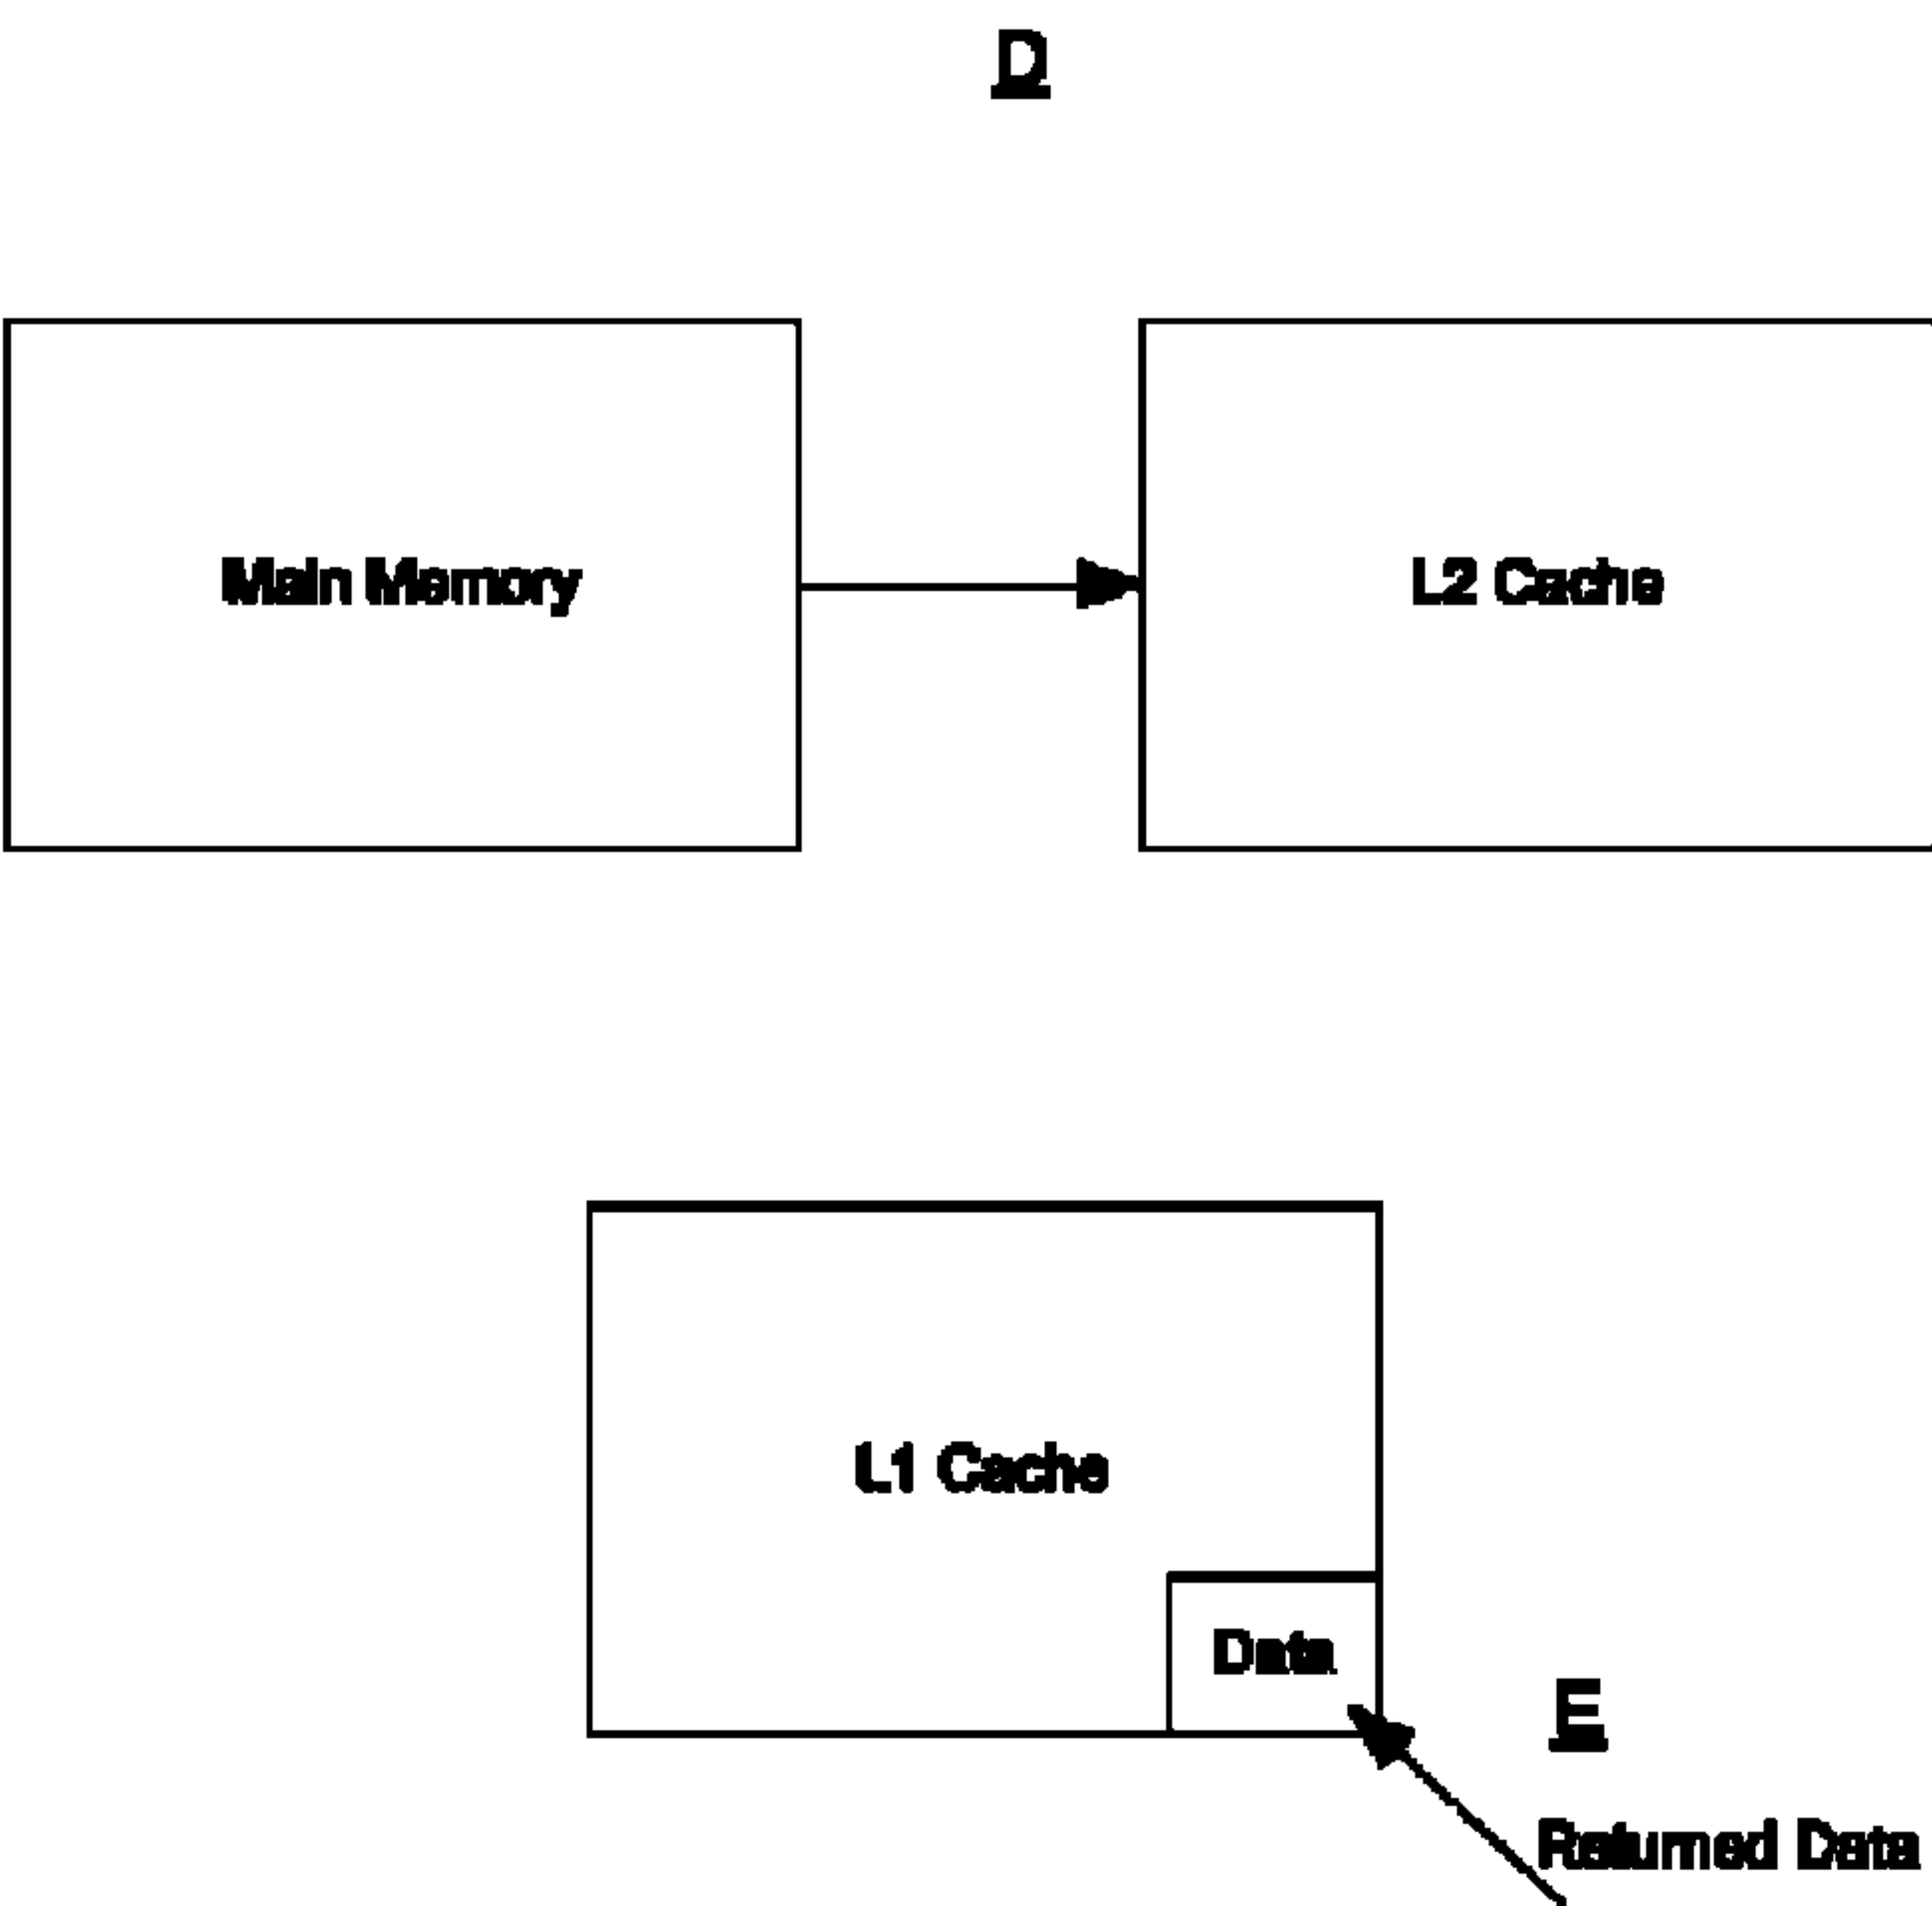 D
Main Memory
L2 Cache
L1 Cache
Data
E
Returned Data